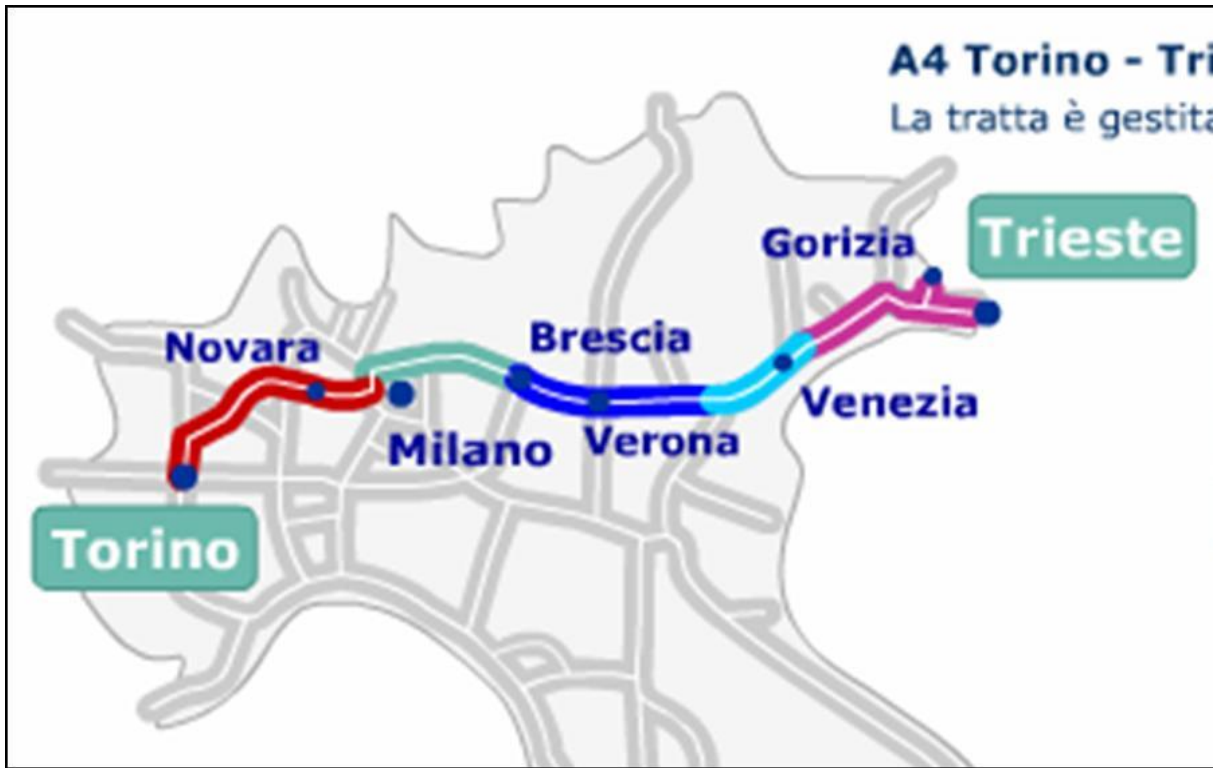 A4 Torino - Tri
La tratta è gestita
Gorizia
Trieste
Novara
Brescia
Venezia
Milano
Verona
Torino